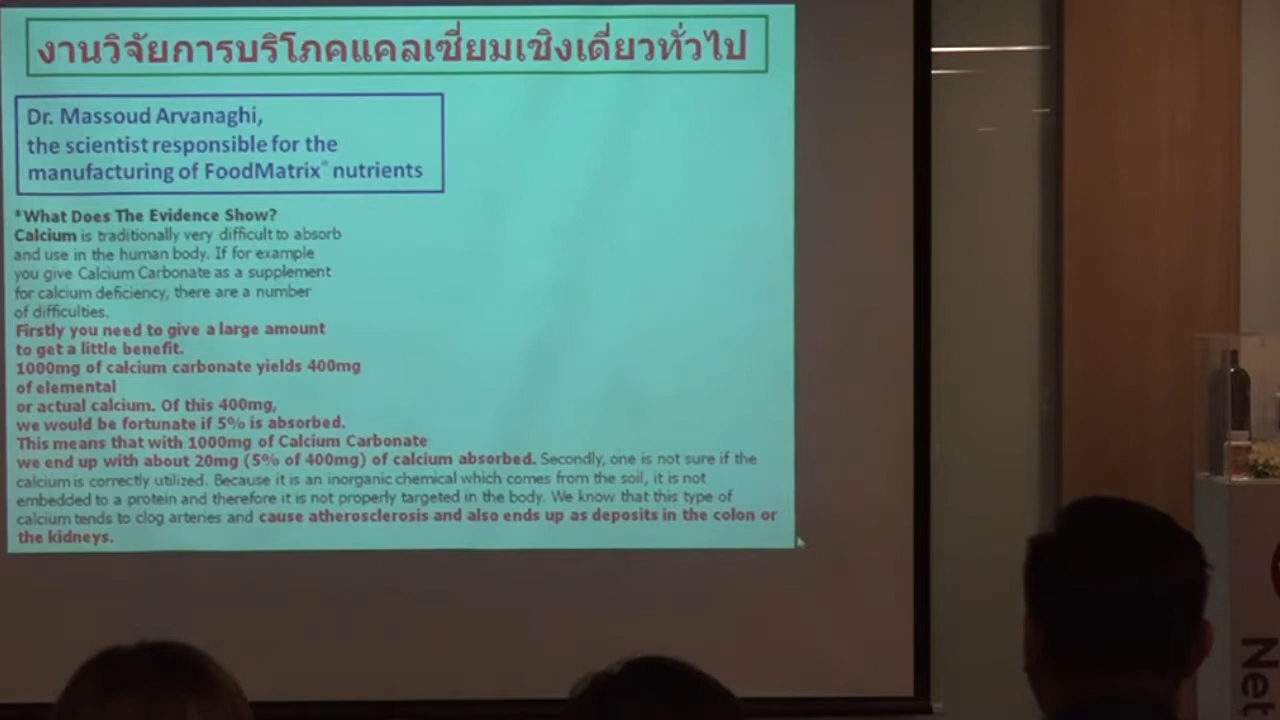 งานวิจัยการบริโภคแคลเซี่ยมเชิงเดี่ยวทั่วไป
Dr. Massoud Arvanaghi,
the scientist responsible for the
manufacturing of FoodMatrix® nutrients
*What Does The Evidence Show?
Calcium is traditionally very difficult to absorb
and use in the human body. If for example
you give Calcium Carbonate as a supplement
for calcium deficiency, there are a number
of difficulties.
Firstly you need to give a large amount
to get a little benefit.
1000mg of calcium carbonate yields 400mg
of elemental
or actual calcium. Of this 400mg,
we would be fortunate if 5% is absorbed.
This means that with 1000mg of Calcium Carbonate
we end up with about 20mg (5% of 400mg) of calcium absorbed. Secondly, one is not sure if the
calcium is correctly utilized. Because it is an inorganic chemical which comes from the soil, it is not
embedded to a protein and therefore it is not properly targeted in the body. We know that this type of
calcium tends to clog arteries and cause atherosclerosis and also ends up as deposits in the colon or
the kidneys.
Net